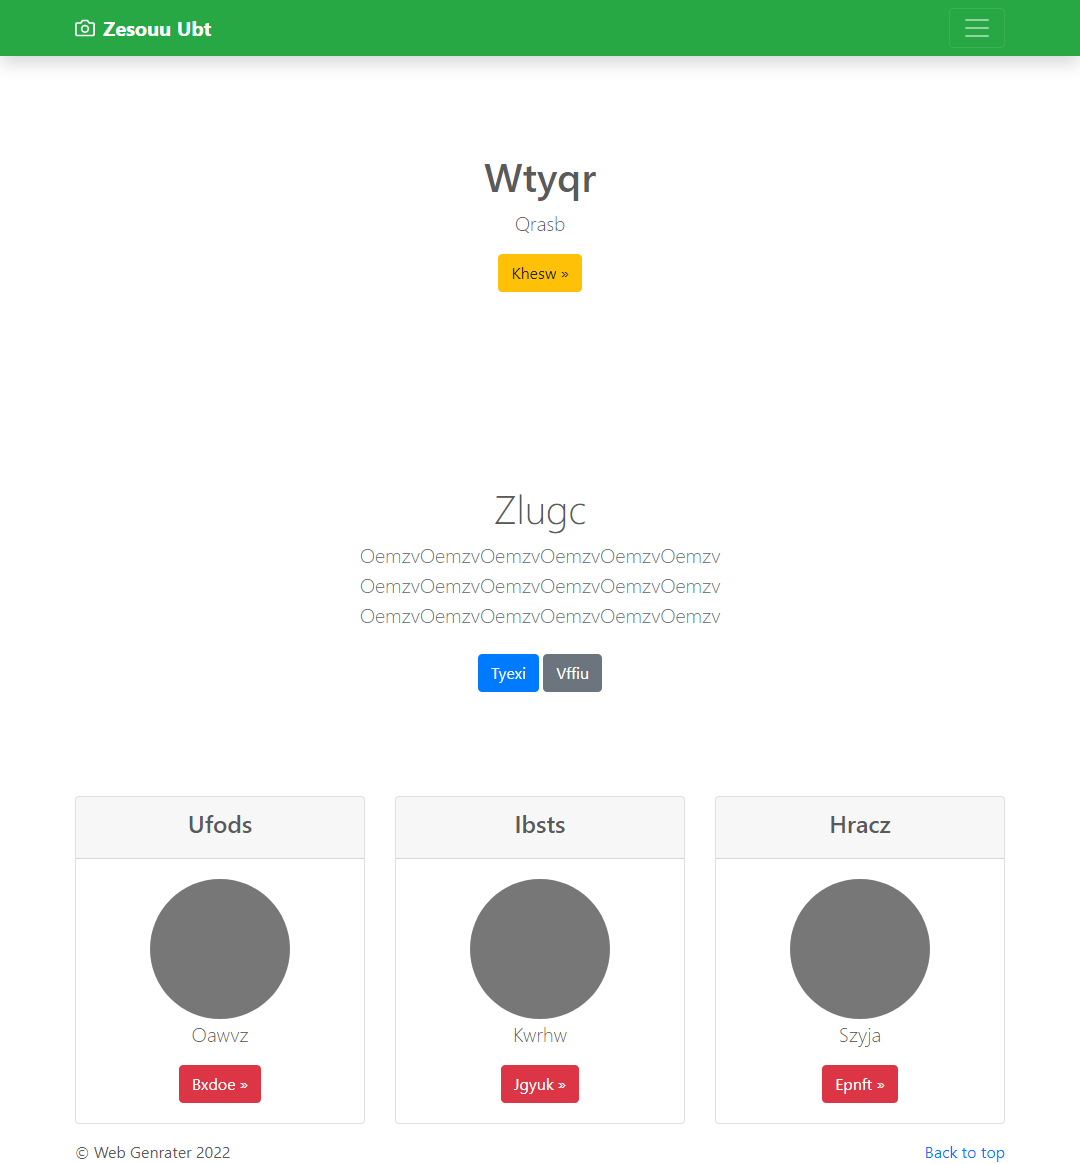 Zesouu Ubt
Wtyqr
Qrasb
Khesw »
Zlugc
OemzvOemzvOemzvOemzvOemzvOemzv
OemzvOemzvOemzvOemzvOemzvOemzv
OemzvOemzvOemzvOemzvOemzvOemzv
Tyexi Vffiu
Ufods
Oawvz
Bxdoe »
Ibsts
Kwrhw
Jgyuk »
Hracz
Szyja
Epnft »
© Web Genrater 2022
Back to top